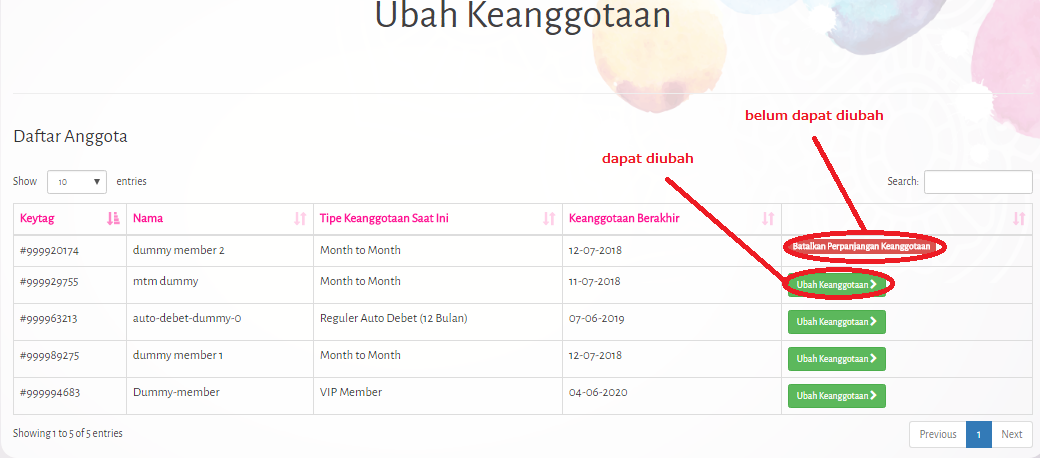 Ubah Keanggotaan
belum dapat diubah
Daftar Anggota
dapat diubah
Show 10 entries Search:
Keytag Nama Tipe Keanggotaan Saat Ini Keanggotaan Berakhir
#999920174 dummy member 2 Month to Month 12-07-2018 Batalkan Perpanjangan Keanggotaan
#999929755 mtm dummy Month to Month 11-07-2018 Ubah Keanggotaan
#999963213 auto-debet-dummy-0 Reguler Auto Debet (12 Bulan) 07-06-2019 Ubah Keanggotaan
#999989275 dummy member 1 Month to Month 12-07-2018 Ubah Keanggotaan
#999994683 Dummy-member VIP Member 04-06-2020 Ubah Keanggotaan
Showing 1 to 5 of 5 entries Previous 1 Next